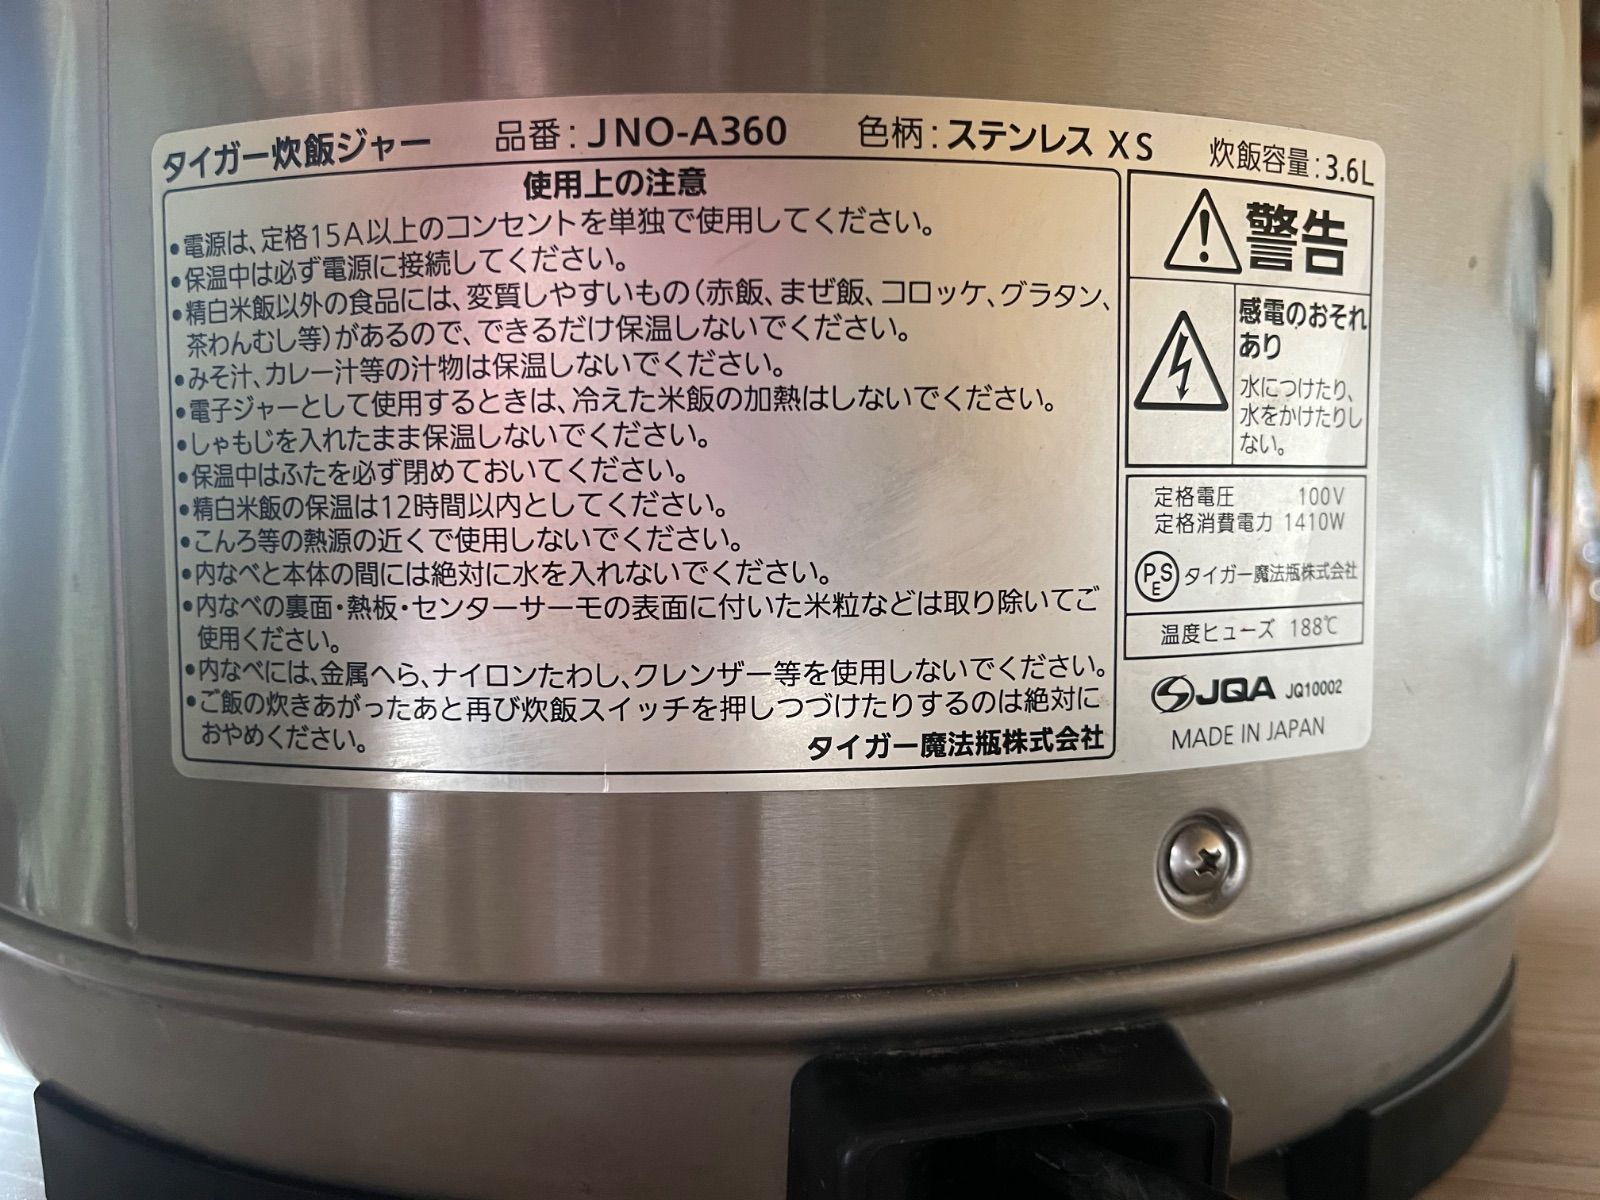 タイガー炊飯ジャー 品番:JNO-A360 色柄:ステンレス XS 炊飯容量:3.6L
使用上の注意
•電源は、定格15A以上のコンセントを単独で使用してください。
•保温中は必ず電源に接続してください。
•精白米飯以外の食品には、変質しやすいもの(赤飯、まぜ飯、コロッケ、グラタン、
茶わんむし等)があるので、できるだけ保温しないでください。
•みそ汁、カレー汁等の汁物は保温しないでください。
•電子ジャーとして使用するときは、冷えた米飯の加熱はしないでください。
•しゃもじを入れたまま保温しないでください。
•保温中はふたを必ず閉めておいてください。
•精白米飯の保温は12時間以内としてください。
•こんろ等の熱源の近くで使用しないでください。
•内なべと本体の間には絶対に水を入れないでください。
•内なべの裏面・熱板・センターサーモの表面に付いた米粒などは取り除いてご
使用ください。
•内なべには、金属へら、ナイロンたわし、クレンザー等を使用しないでください。
•ご飯の炊きあがったあと再び炊飯スイッチを押しつづけたりするのは絶対に
おやめください。
タイガー魔法瓶株式会社
警告
感電のおそれ
あり
水につけたり、
水をかけたりし
ない。
定格電圧 100V
定格消費電力 1410W
PSE タイガー魔法瓶株式会社
温度ヒューズ 188℃
JQA JQ10002
MADE IN JAPAN